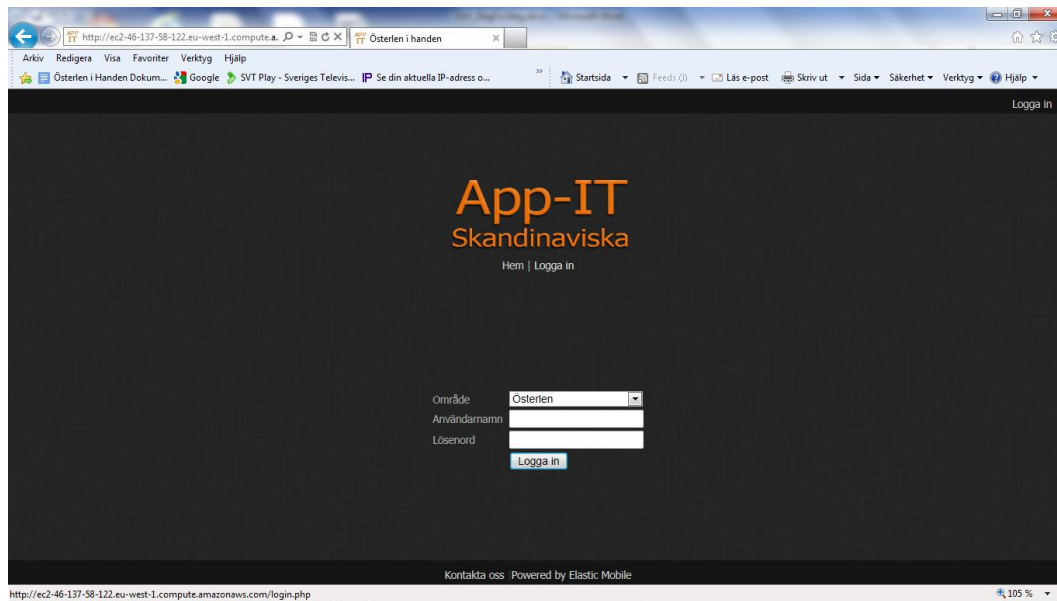 http://ec2-46-137-58-122.eu-west-1.compute.a.
APP IT Österlen i handen
Arkiv Redigera Visa Favoriter Verktyg Hjälp
Österlen i Handen Dokum... Google SVT Play - Sveriges Televis... IP Se din aktuella IP-adress o... Startsida Feeds (J) Läs e-post Skriv ut Sida Säkerhet Verktyg Hjälp
Logga in
App-IT
Skandinaviska
Hem | Logga in
Område Österlen
Användarnamn
Lösenord
Logga in
Kontakta oss |Powered by Elastic Mobile
http://ec2-46-137-58-122.eu-west-1.compute.amazonaws.com/login.php 105 %